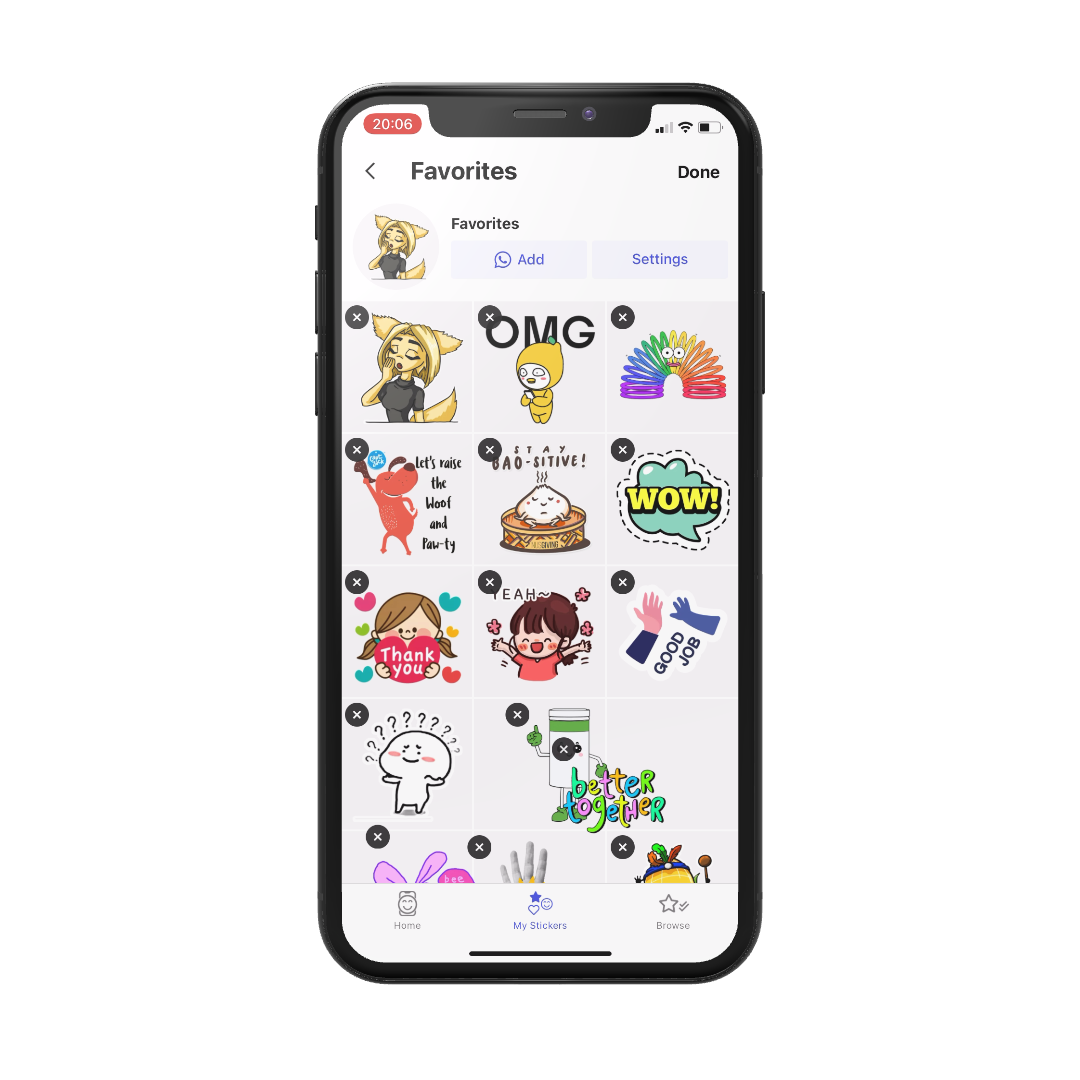 20:06
Favorites
Done
Favorites
Add
Settings
OMG
Let's raise
the
Woof
and
Paw-ty
STAY
BAO-SITIVE!
WOW!
Thank
you
YEAH~
GOOD
JOB
? ? ? ? ? ? ? ? ? ?
better
together
bee
Home
My Stickers
Browse